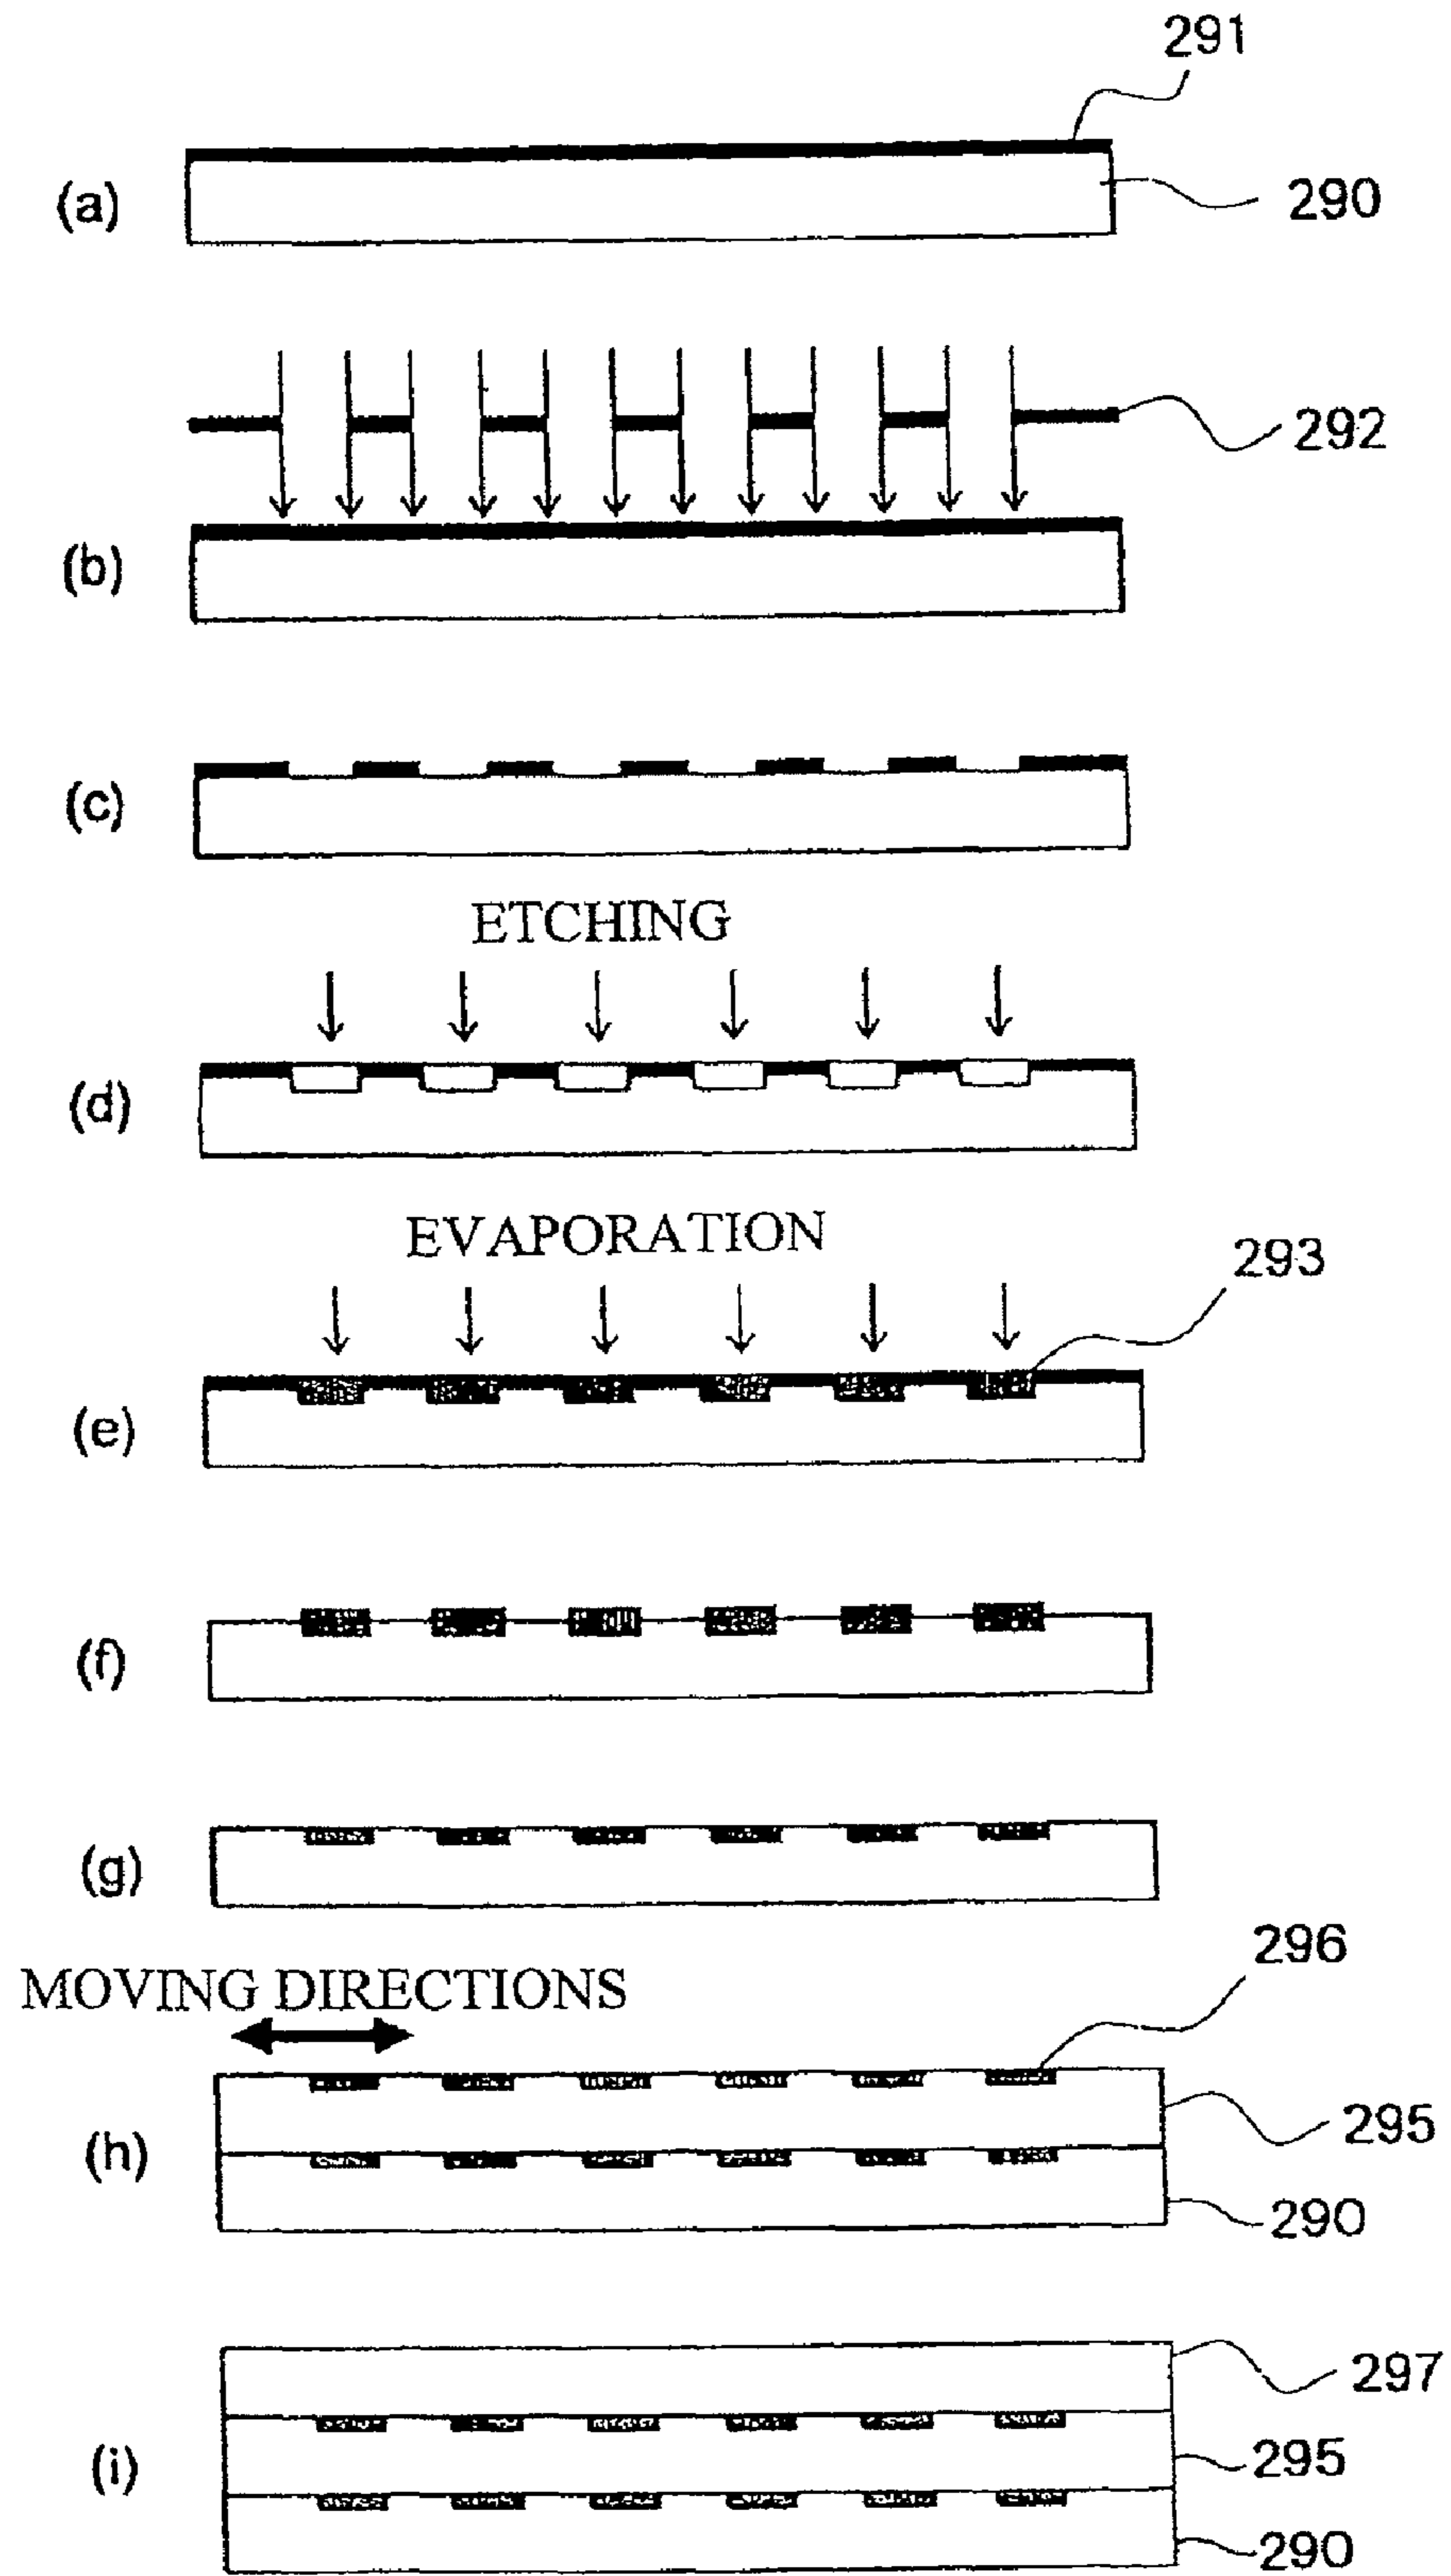 291
(a)
290
292
(b)
(c)
ETCHING
(d)
EVAPORATION
293
(e)
(f)
(g)
296
MOVING DIRECTIONS
295
(h)
290
297
(i)
295
290